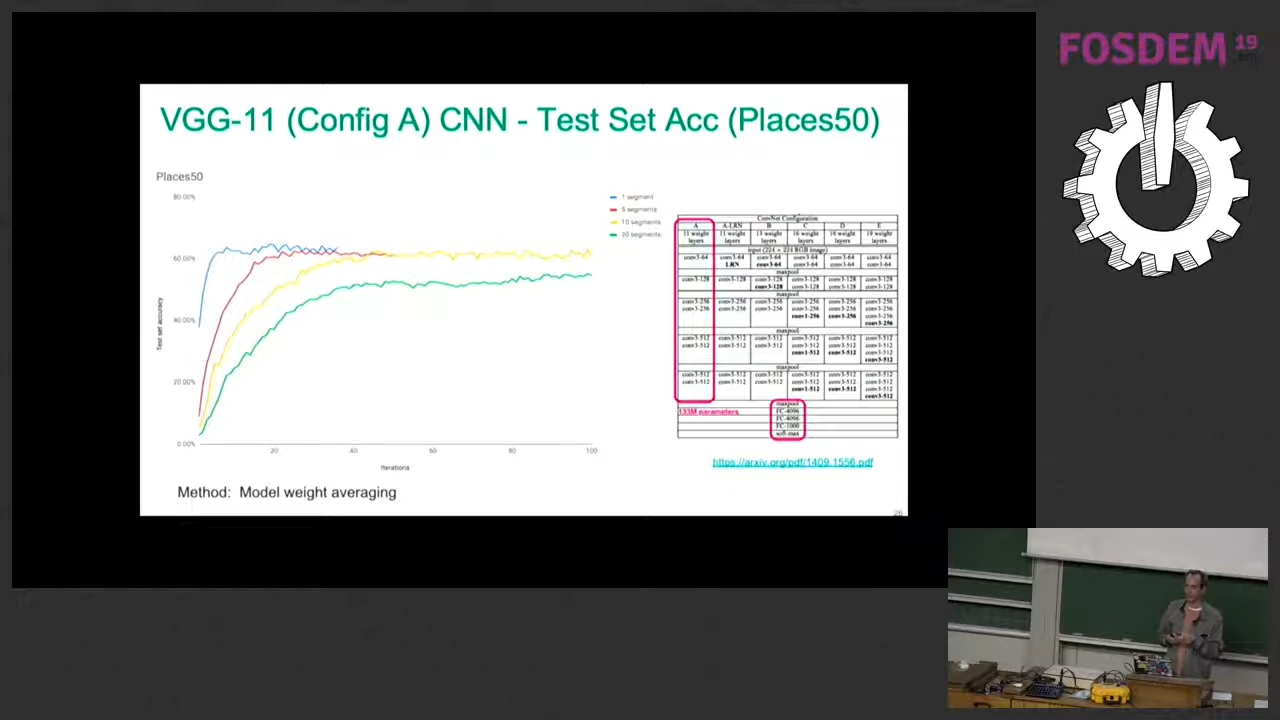 FOSDEM 19
VGG-11 (Config A) CNN - Test Set Acc (Places50)
Places50
80.00%
60.00%
40.00%
20.00%
0.00%
20 40 60 80 100
Test set accuracy
Iterations
1 segment
5 segments
10 segments
20 segments
ConvNet Configuration
A A-LRN B C D E
11 weight layers 11 weight layers 13 weight layers 16 weight layers 16 weight layers 19 weight layers
input (224 × 224 RGB image)
conv3-64 conv3-64 conv3-64 conv3-64 conv3-64 conv3-64
LRN conv3-64 conv3-64 conv3-64 conv3-64
maxpool
conv3-128 conv3-128 conv3-128 conv3-128 conv3-128 conv3-128
conv3-128 conv3-128 conv3-128 conv3-128
maxpool
conv3-256 conv3-256 conv3-256 conv3-256 conv3-256 conv3-256
conv3-256 conv3-256 conv3-256 conv3-256 conv3-256 conv3-256
conv1-256 conv3-256 conv3-256
conv3-256
maxpool
conv3-512 conv3-512 conv3-512 conv3-512 conv3-512 conv3-512
conv3-512 conv3-512 conv3-512 conv3-512 conv3-512 conv3-512
conv1-512 conv3-512 conv3-512
conv3-512
maxpool
conv3-512 conv3-512 conv3-512 conv3-512 conv3-512 conv3-512
conv3-512 conv3-512 conv3-512 conv3-512 conv3-512 conv3-512
conv1-512 conv3-512 conv3-512
conv3-512
maxpool
133M parameters FC-4096
FC-4096
FC-1000
soft-max
https://arxiv.org/pdf/1409.1556.pdf
Method: Model weight averaging
26